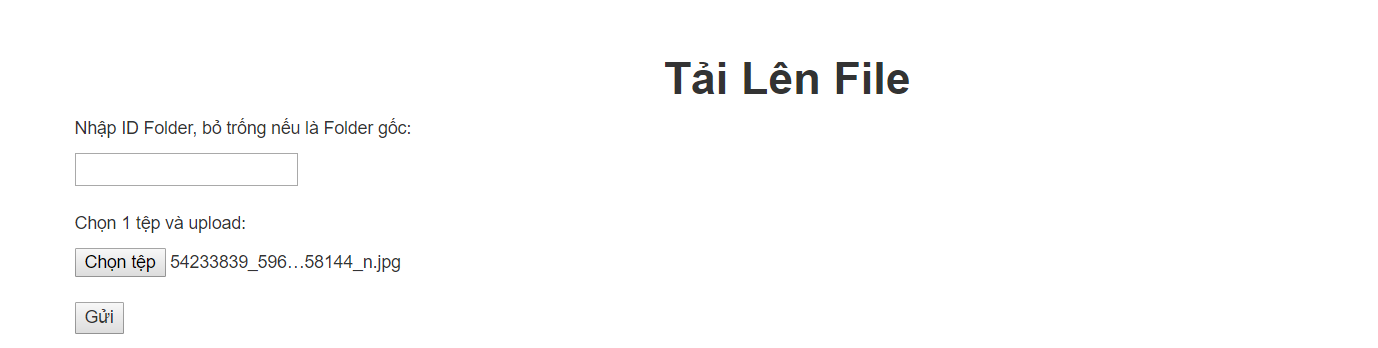 Tải Lên File
Nhập ID Folder, bỏ trống nếu là Folder gốc:
Chọn 1 tệp và upload:
Chọn tệp 54233839_596…58144_n.jpg
Gửi